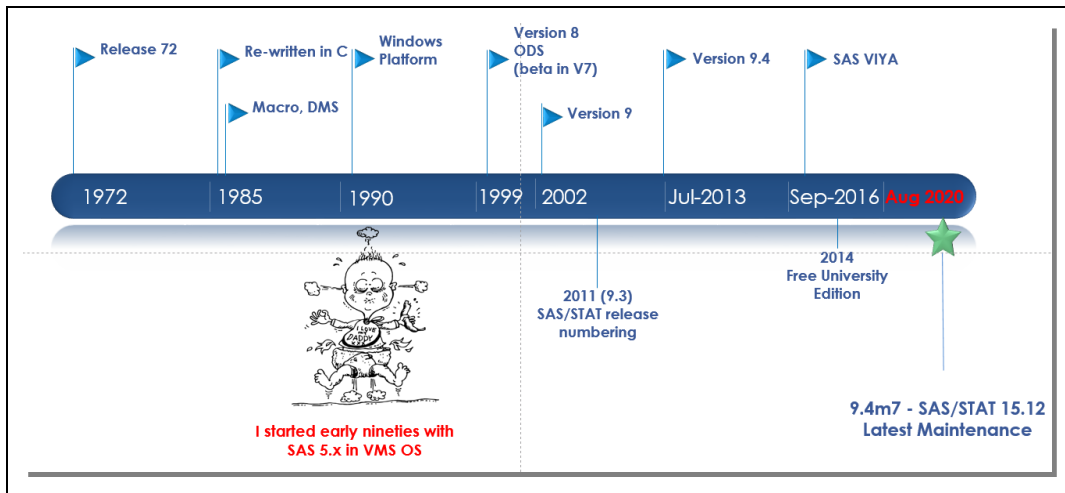 Release 72
Re-written in C
Macro, DMS
Windows
Platform
Version 8
ODS
(beta in V7)
Version 9
Version 9.4
SAS VIYA
1972
1985
1990
1999
2002
Jul-2013
Sep-2016
Aug 2020
I LOVE
DADDY
2011 (9.3)
SAS/STAT release
numbering
2014
Free University
Edition
I started early nineties with
SAS 5.x in VMS OS
9.4m7 - SAS/STAT 15.12
Latest Maintenance